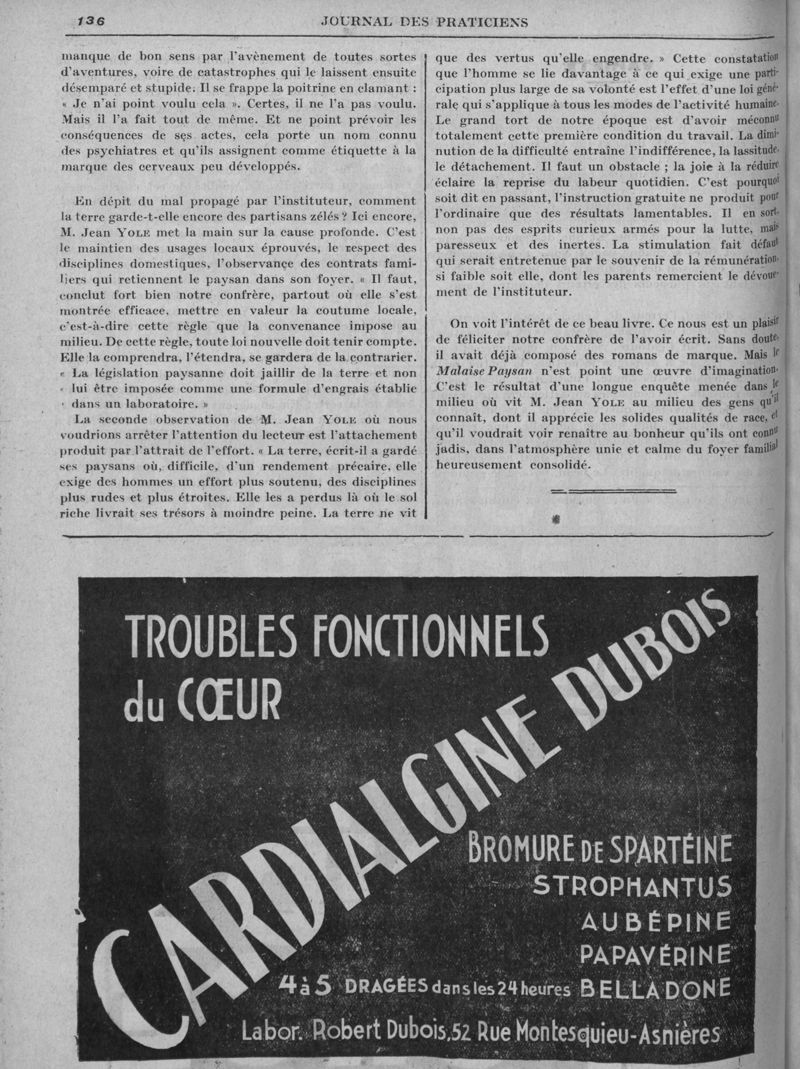 136
JOURNAL DES PRATICIENS
manque de bon sens par l'avènement de toutes sortes
d'aventures, voire de catastrophes qui le laissent ensuite
désemparé et stupide. Il se frappe la poitrine en clamant :
« Je n'ai point voulu cela ». Certes, il ne l'a pas voulu.
Mais il l'a fait tout de même. Et ne point prévoir les
conséquences de ses actes, cela porte un nom connu
des psychiatres et qu'ils assignent comme étiquette à la
marque des cerveaux peu développés.
En dépit du mal propagé par l'instituteur, comment
la terre garde-t-elle encore des partisans zélés ? Ici encore,
M. Jean YOLE met la main sur la cause profonde. C'est
le maintien des usages locaux éprouvés, le respect des
disciplines domestiques, l'observance des contrats fami-
liers qui retiennent le paysan dans son foyer. « Il faut,
conclut fort bien notre confrère, partout où elle s'est
montrée efficace, mettre en valeur la coutume locale,
c'est-à-dire cette règle que la convenance impose au
milieu. De cette règle, toute loi nouvelle doit tenir compte.
Elle la comprendra, l'étendra, se gardera de la contrarier.
« La législation paysanne doit jaillir de la terre et non
« lui être imposée comme une formule d'engrais établie
« dans un laboratoire. »
La seconde observation de M. Jean YOLE où nous
voudrions arrêter l'attention du lecteur est l'attachement
produit par l'attrait de l'effort. « La terre, écrit-il a gardé
ses paysans où, difficile, d'un rendement précaire, elle
exige des hommes un effort plus soutenu, des disciplines
plus rudes et plus étroites. Elle les a perdus là où le sol
riche livrait ses trésors à moindre peine. La terre ne vit
que des vertus qu'elle engendre. » Cette constatation
que l'homme se lie davantage à ce qui exige une parti-
cipation plus large de sa volonté est l'effet d'une loi géné-
rale qui s'applique à tous les modes de l'activité humaine.
Le grand tort de notre époque est d'avoir méconnu
totalement cette première condition du travail. La dimi-
nution de la difficulté entraîne l'indifférence, la lassitude,
le détachement. Il faut un obstacle ; la joie à la réduire
éclaire la reprise du labeur quotidien. C'est pourquoi
soit dit en passant, l'instruction gratuite ne produit pour
l'ordinaire que des résultats lamentables. Il en sort,
non pas des esprits curieux armés pour la lutte, mais
paresseux et des inertes. La stimulation fait défaut
qui serait entretenue par le souvenir de la rémunération,
si faible soit elle, dont les parents remercient le dévoue-
ment de l'instituteur.
On voit l'intérêt de ce beau livre. Ce nous est un plaisir
de féliciter notre confrère de l'avoir écrit. Sans doute,
il avait déjà composé des romans de marque. Mais le
Malaise Paysan n'est point une œuvre d'imagination.
C'est le résultat d'une longue enquête menée dans le
milieu où vit M. Jean YOLE au milieu des gens qu'il
connaît, dont il apprécie les solides qualités de race, et
qu'il voudrait voir renaître au bonheur qu'ils ont connu
jadis, dans l'atmosphère unie et calme du foyer familial
heureusement consolidé.
TROUBLES FONCTIONNELS
du CŒUR
CARDIALGINE DUBOIS
BROMURE DE SPARTÉINE
STROPHANTUS
AUBÉPINE
PAPAVÉRINE
4 à 5 DRAGÉES dans les 24 heures BELLADONE
Labor. Robert Dubois, 52 Rue Montesquieu-Asnières